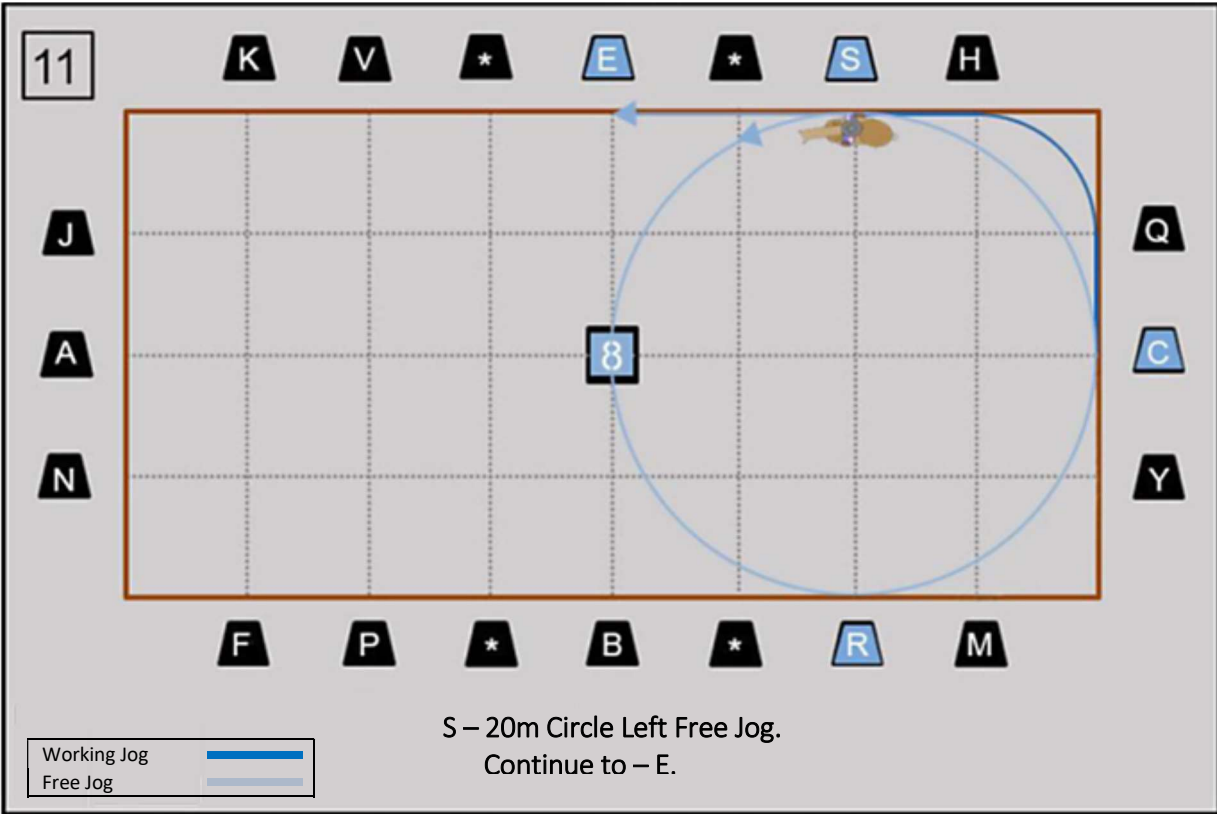 11
K V * E * S H
J Q
A 8 C
N Y
F P * B * R M
S – 20m Circle Left Free Jog.
Continue to – E.
Working Jog
Free Jog